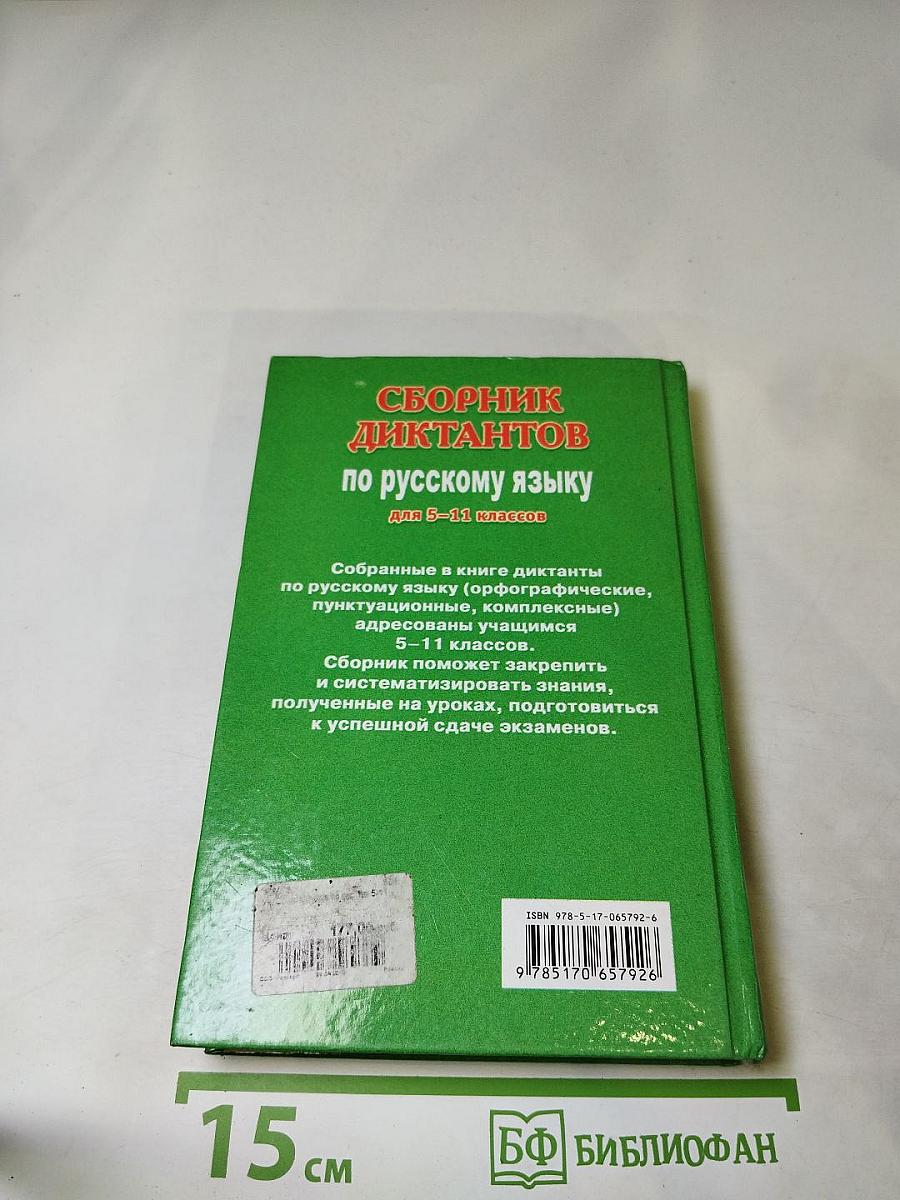 СБОРНИК
ДИКТАНТОВ
по русскому языку
для 5–11 классов
Собранные в книге диктанты
по русскому языку (орфографические,
пунктуационные, комплексные)
адресованы учащимся
5–11 классов.
Сборник поможет закрепить
и систематизировать знания,
полученные на уроках, подготовиться
к успешной сдаче экзаменов.
ISBN 978-5-17-065792-6
9 785170 657926
15 см
БФ БИБЛИОФАН